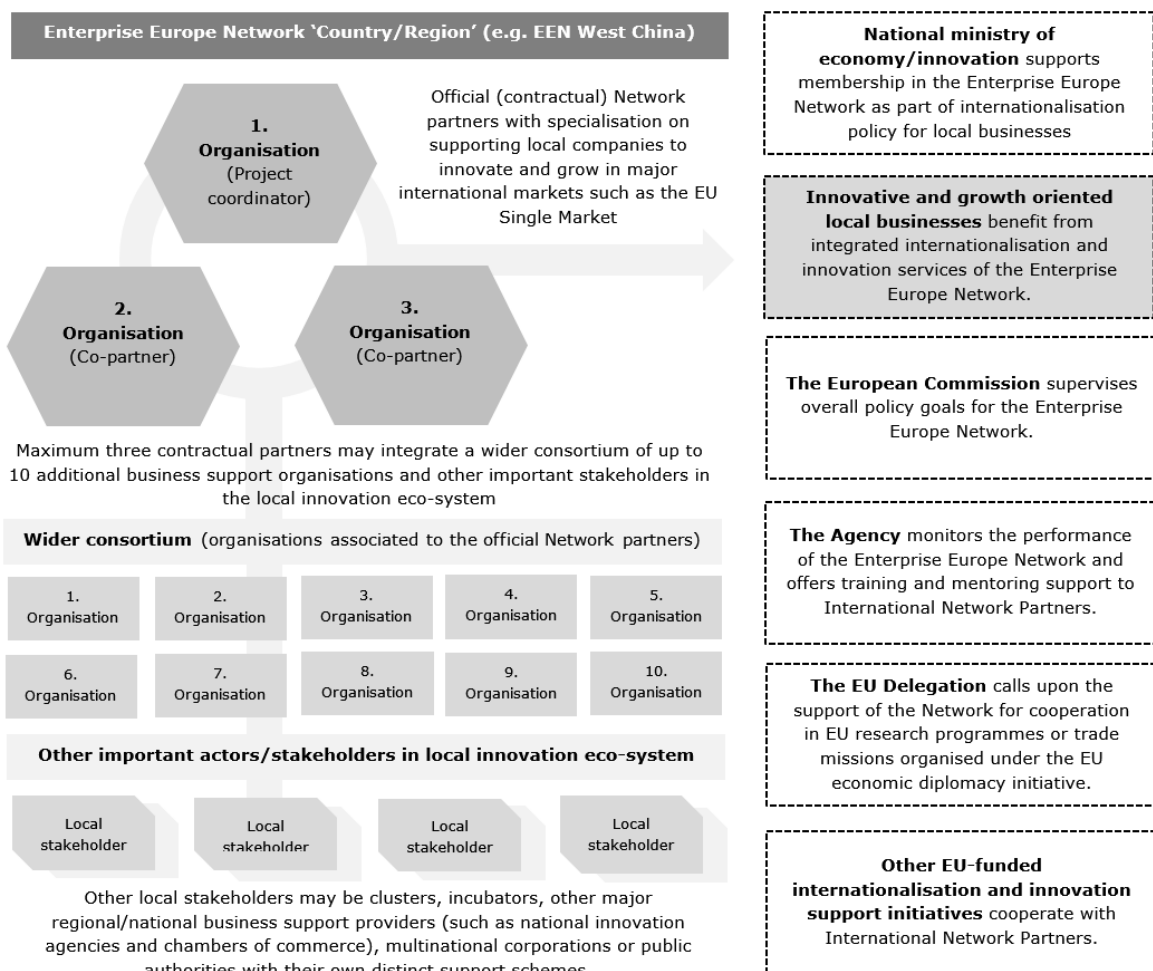 Enterprise Europe Network ‘Country/Region’ (e.g. EEN West China)
1.
Organisation
(Project
coordinator)
Official (contractual) Network
partners with specialisation on
supporting local companies to
innovate and grow in major
international markets such as the EU
Single Market
2.
Organisation
(Co-partner)
3.
Organisation
(Co-partner)
Maximum three contractual partners may integrate a wider consortium of up to
10 additional business support organisations and other important stakeholders in
the local innovation eco-system
Wider consortium (organisations associated to the official Network partners)
1.
Organisation
2.
Organisation
3.
Organisation
4.
Organisation
5.
Organisation
6.
Organisation
7.
Organisation
8.
Organisation
9.
Organisation
10.
Organisation
Other important actors/stakeholders in local innovation eco-system
Local
stakeholder
Local
stakeholder
Local
stakeholder
Local
stakeholder
Other local stakeholders may be clusters, incubators, other major
regional/national business support providers (such as national innovation
agencies and chambers of commerce), multinational corporations or public
authorities with their own distinct support schemes
National ministry of
economy/innovation supports
membership in the Enterprise Europe
Network as part of internationalisation
policy for local businesses
Innovative and growth oriented
local businesses benefit from
integrated internationalisation and
innovation services of the Enterprise
Europe Network.
The European Commission supervises
overall policy goals for the Enterprise
Europe Network.
The Agency monitors the performance
of the Enterprise Europe Network and
offers training and mentoring support to
International Network Partners.
The EU Delegation calls upon the
support of the Network for cooperation
in EU research programmes or trade
missions organised under the EU
economic diplomacy initiative.
Other EU-funded
internationalisation and innovation
support initiatives cooperate with
International Network Partners.